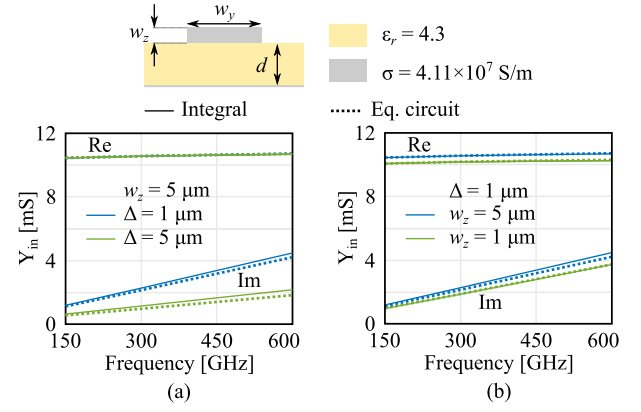 w_y
w_z
d
ε_r = 4.3
σ = 4.11×10⁷ S/m
Integral
Eq. circuit
12
8
4
0
Y_in [mS]
Re
w_z = 5 μm
Δ = 1 μm
Δ = 5 μm
Im
150 300 450 600
Frequency [GHz]
(a)
12
8
4
0
Y_in [mS]
Re
Δ = 1 μm
w_z = 5 μm
w_z = 1 μm
Im
150 300 450 600
Frequency [GHz]
(b)